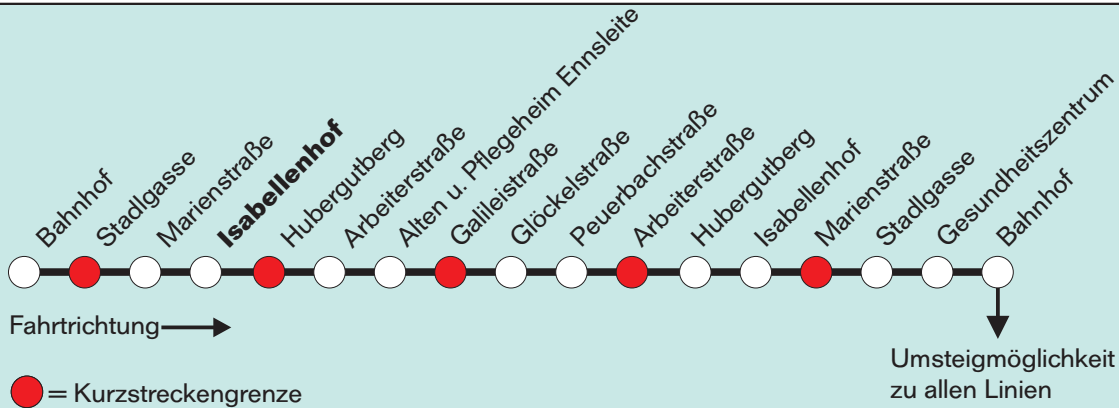 Bahnhof
Stadlgasse
Marienstraße
Isabellenhof
Hubergutberg
Arbeiterstraße
Alten u. Pflegeheim Ennsleite
Galileistraße
Glöckelstraße
Peuerbachstraße
Arbeiterstraße
Hubergutberg
Isabellenhof
Marienstraße
Stadlgasse
Gesundheitszentrum
Bahnhof
Fahrtrichtung
Umsteigmöglichkeit
zu allen Linien
= Kurzstreckengrenze